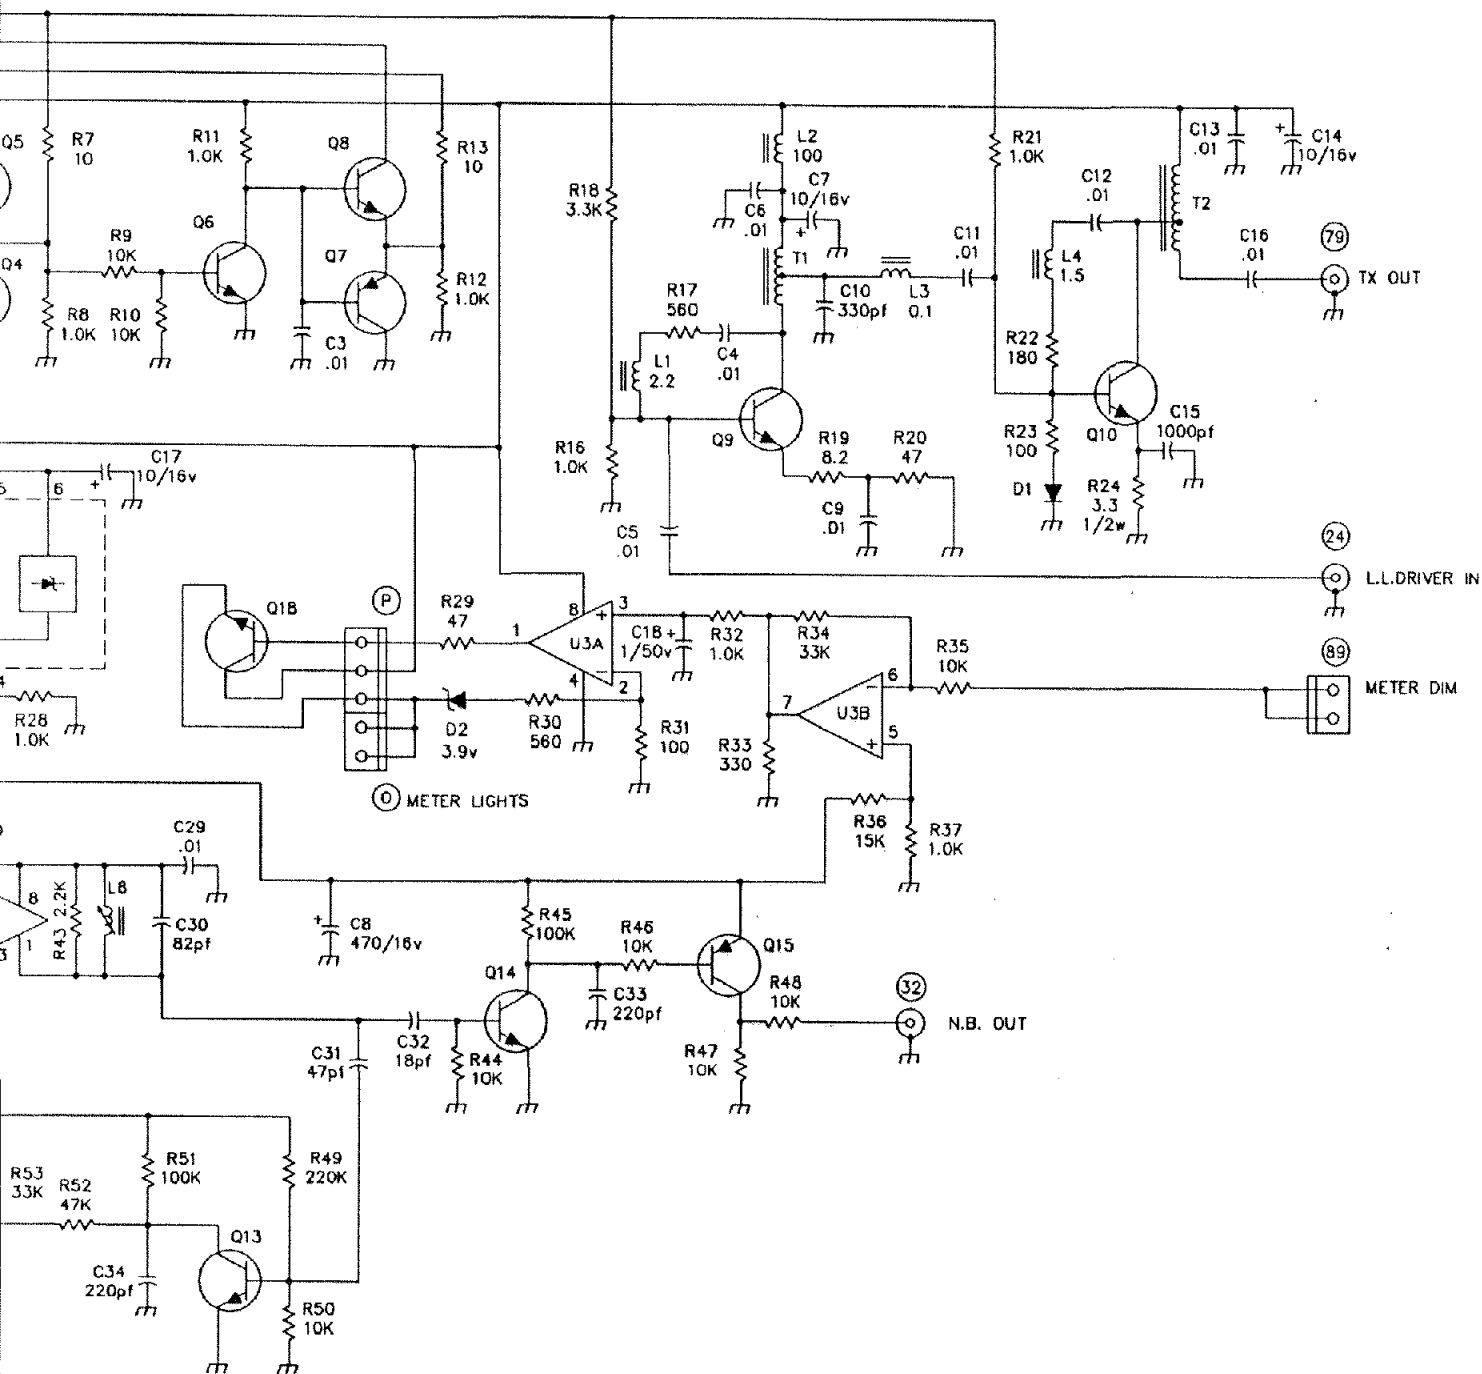 Q5
R7
10
R11
1.0K
Q8
R13
10
Q6
R9
10K
Q4
R8
1.0K
R10
10K
Q7
C3
.01
R12
1.0K
R18
3.3K
L2
100
C6
.01
C7
10/16v
+
T1
R17
560
C4
.01
L1
2.2
C10
330pf
L3
0.1
C11
.01
R21
1.0K
C12
.01
C13
.01
+
C14
10/16v
T2
L4
1.5
C16
.01
79
TX OUT
R22
180
R16
1.0K
Q9
R19
8.2
R20
47
C9
.01
R23
100
Q10
C15
1000pf
D1
R24
3.3
1/2w
C5
.01
24
L.L.DRIVER IN
C17
10/16v
+
6
Q18
P
R29
47
1
8
+
3
U3A
4
−
2
C18
+
1/50v
R32
1.0K
R34
33K
R35
10K
89
METER DIM
6
−
U3B
7
5
+
R28
1.0K
D2
3.9v
R30
560
R31
100
R33
330
O
METER LIGHTS
R36
15K
R37
1.0K
C29
.01
8
1
3
R43 2.2K
L8
C30
82pf
+
C8
470/16v
R45
100K
R46
10K
Q15
Q14
C33
220pf
R48
10K
32
N.B. OUT
C31
47pf
C32
18pf
R44
10K
R47
10K
R53
33K
R52
47K
R51
100K
R49
220K
Q13
C34
220pf
R50
10K